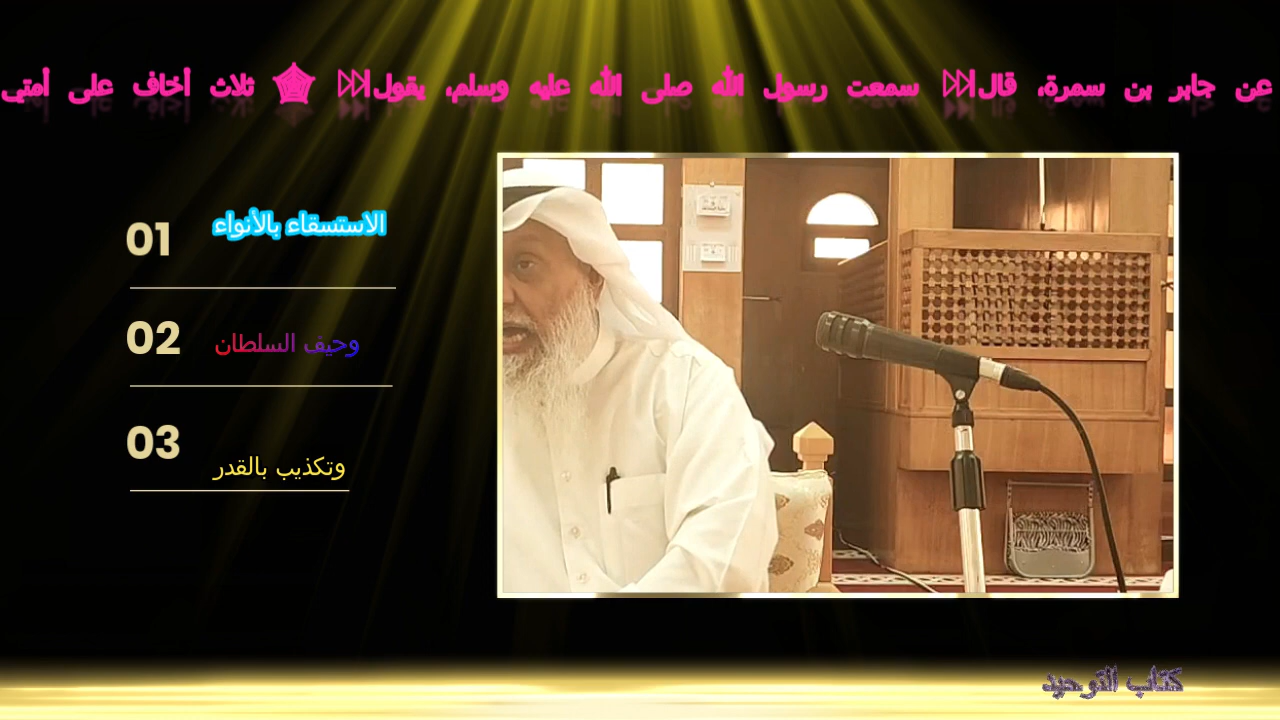 عن جابر بن سمرة، قال سمعت رسول الله صلى الله عليه وسلم، يقول ثلاث أخاف على أمتي
01 الاستسقاء بالأنواء
02 وحيف السلطان
03 وتكذيب بالقدر
كتاب التوحيد